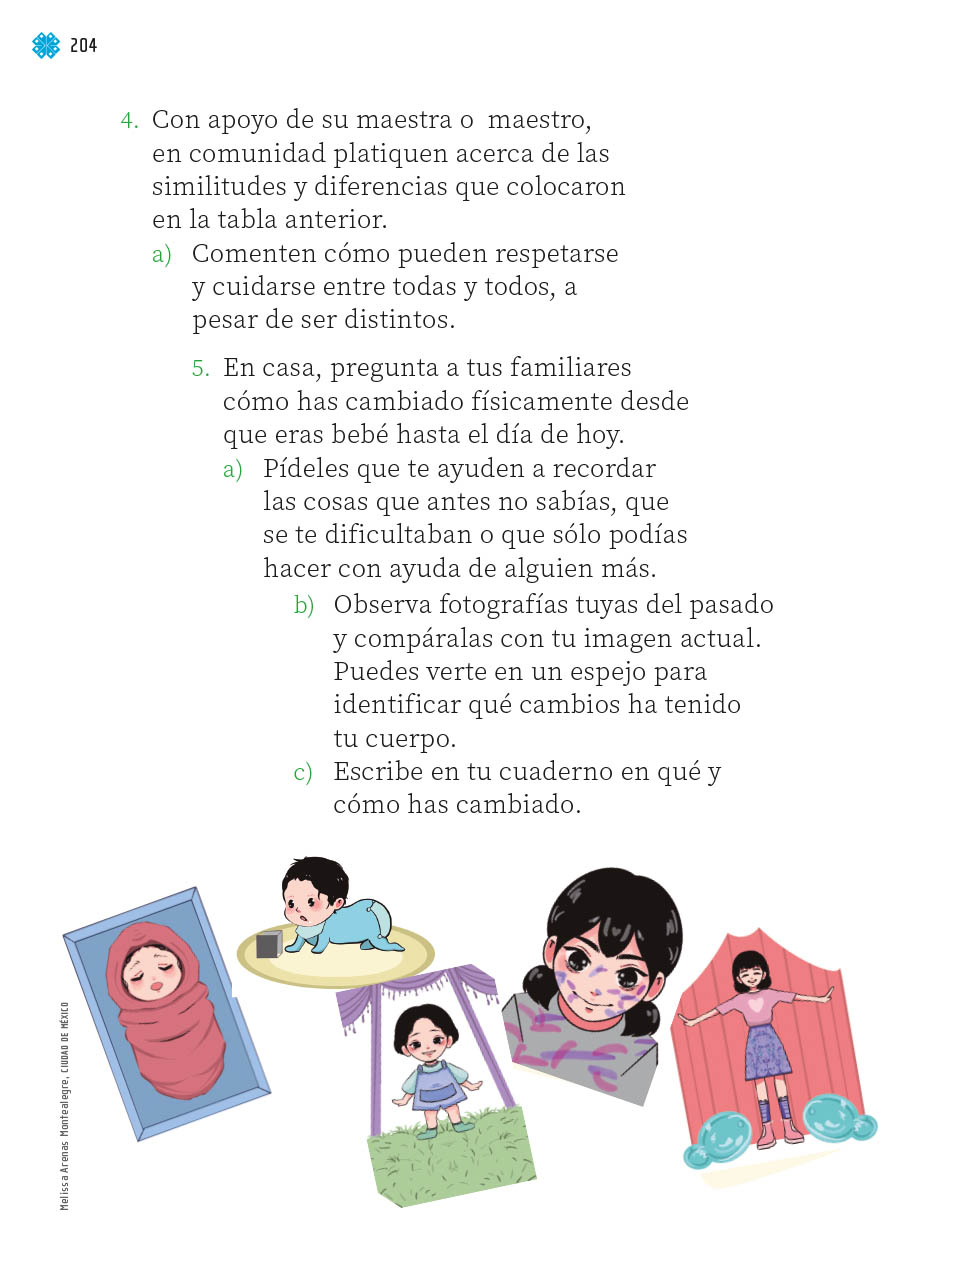 204
4. Con apoyo de su maestra o maestro,
en comunidad platiquen acerca de las
similitudes y diferencias que colocaron
en la tabla anterior.
a) Comenten cómo pueden respetarse
y cuidarse entre todas y todos, a
pesar de ser distintos.
5. En casa, pregunta a tus familiares
cómo has cambiado físicamente desde
que eras bebé hasta el día de hoy.
a) Pídeles que te ayuden a recordar
las cosas que antes no sabías, que
se te dificultaban o que sólo podías
hacer con ayuda de alguien más.
b) Observa fotografías tuyas del pasado
y compáralas con tu imagen actual.
Puedes verte en un espejo para
identificar qué cambios ha tenido
tu cuerpo.
c) Escribe en tu cuaderno en qué y
cómo has cambiado.
Melissa Arenas Montealegre, CIUDAD DE MÉXICO